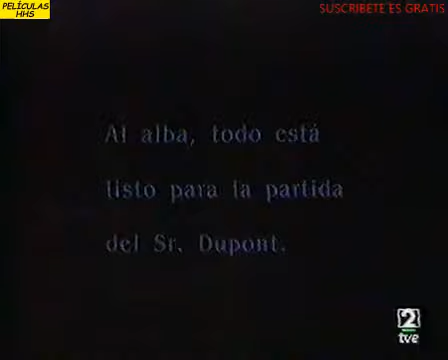 PELÍCULAS
HHS
SUSCRIBETE ES GRATIS
Al alba, todo está
listo para la partida
del Sr. Dupont.
2
tve